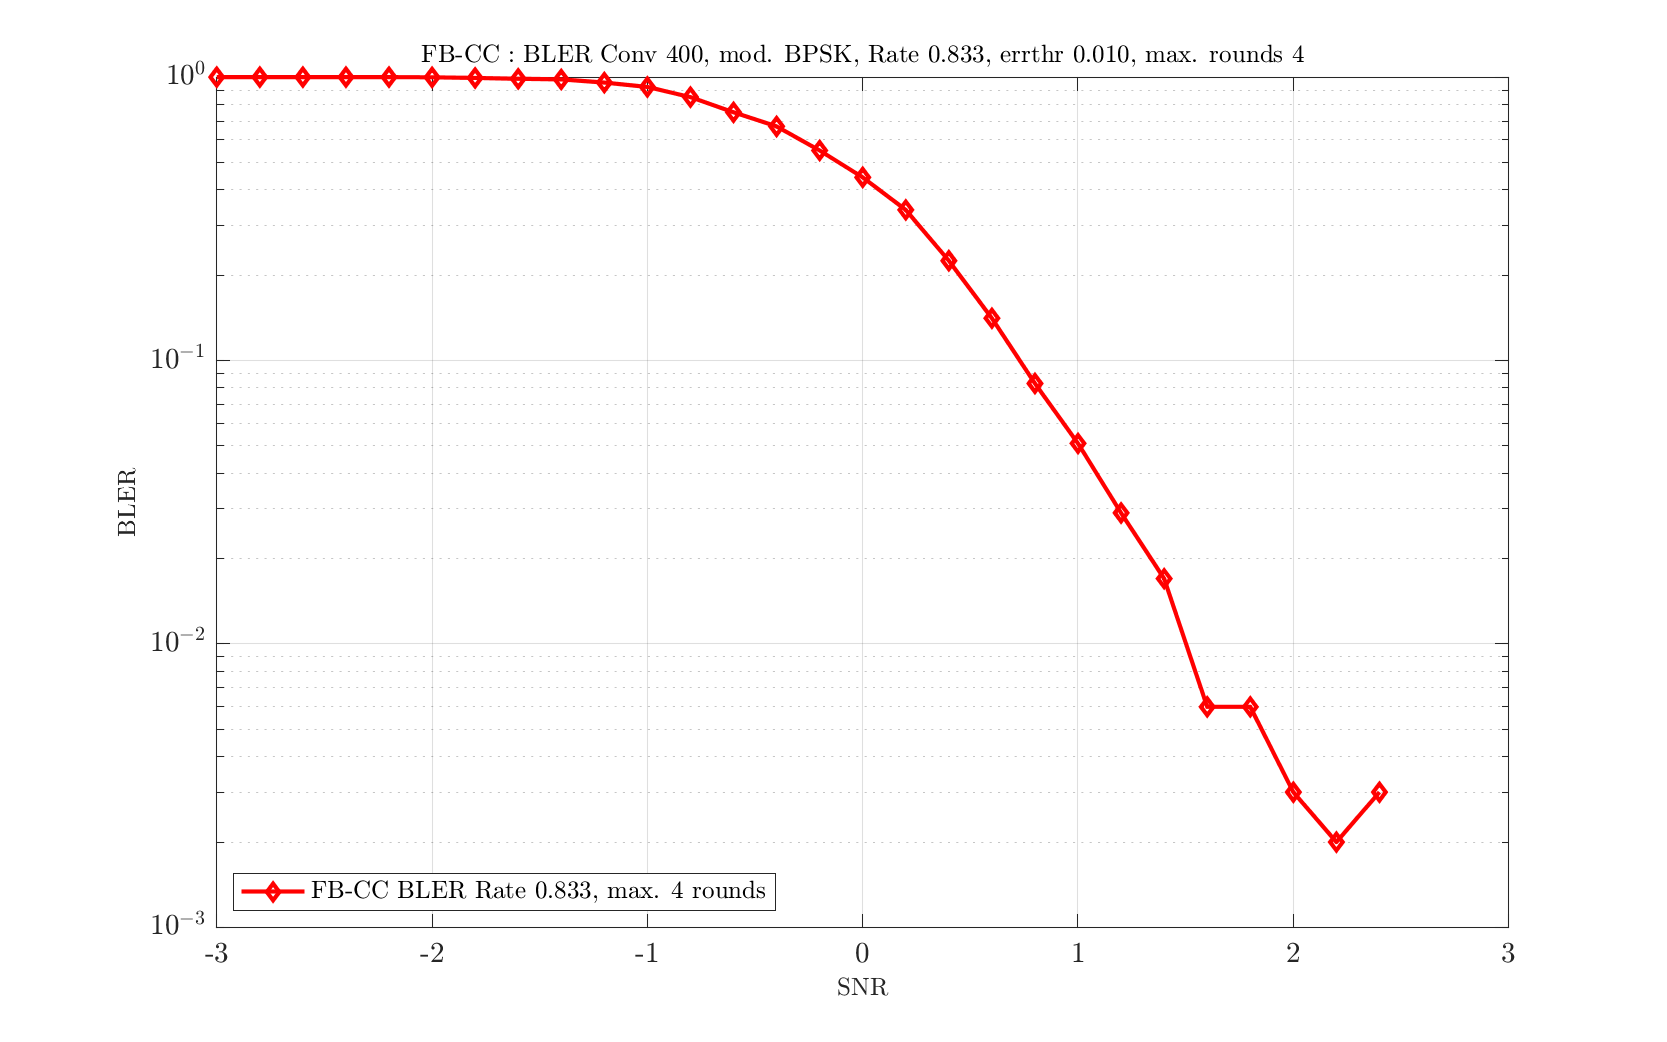 FB-CC : BLER Conv 400, mod. BPSK, Rate 0.833, errthr 0.010, max. rounds 4
10⁰
10⁻¹
BLER
10⁻²
FB-CC BLER Rate 0.833, max. 4 rounds
10⁻³
-3 -2 -1 0 1 2 3
SNR